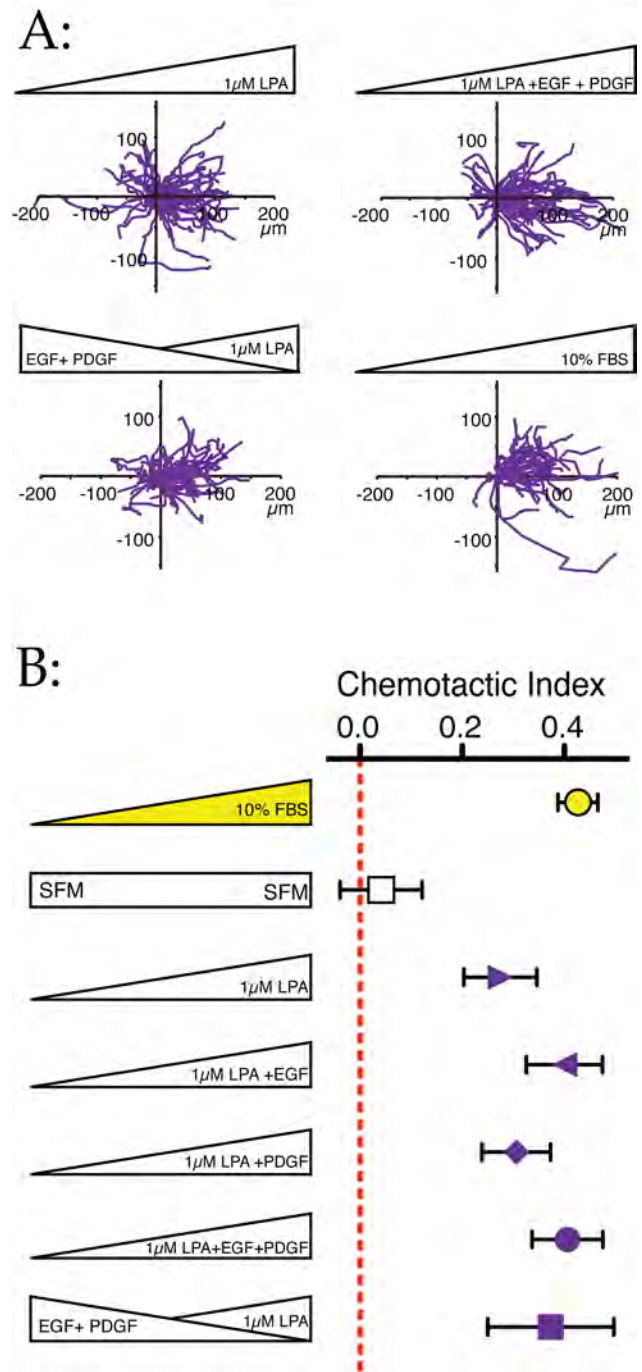 A:
1µM LPA
1µM LPA +EGF + PDGF
100
-200 -100 100 200
µm
-100
100
-200 -100 100 200
µm
-100
EGF+ PDGF 1µM LPA
10% FBS
100
-200 -100 100 200
µm
-100
100
-200 -100 100 200
µm
-100
B:
Chemotactic Index
0.0 0.2 0.4
10% FBS
SFM SFM
1µM LPA
1µM LPA +EGF
1µM LPA +PDGF
1µM LPA+EGF+PDGF
EGF+ PDGF 1µM LPA